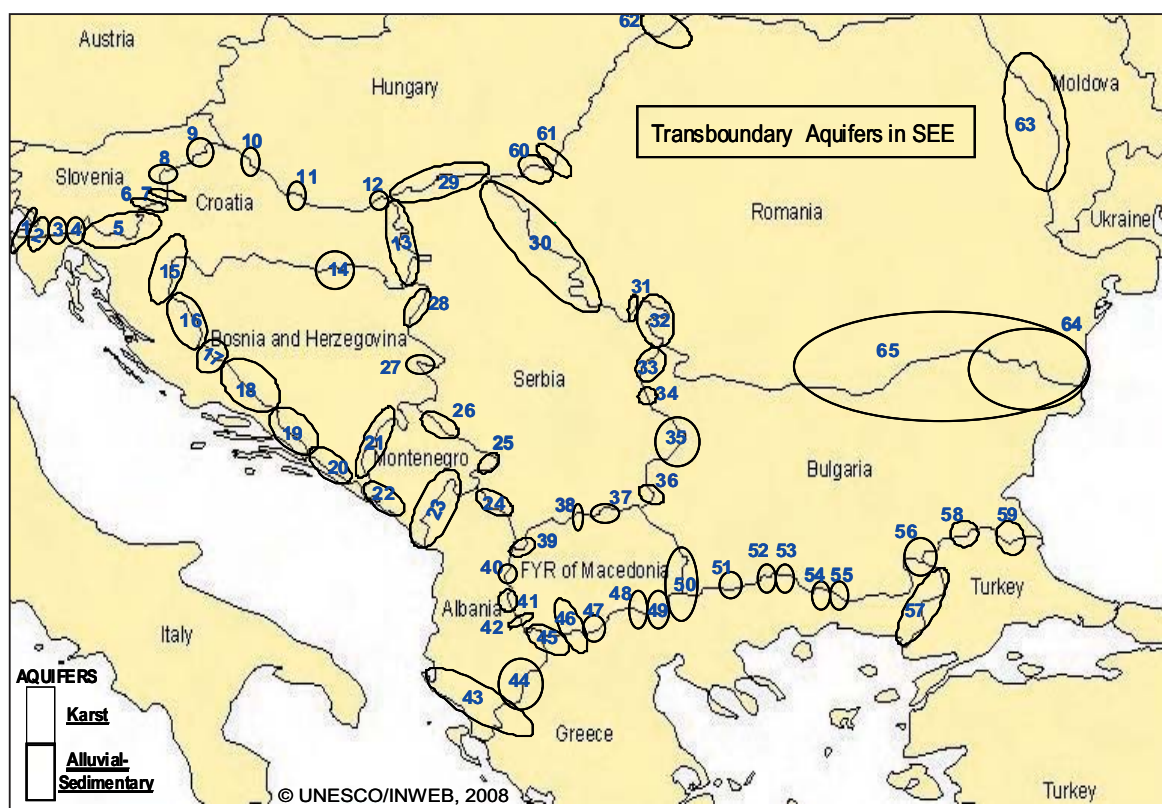 62
Austria
Moldova
Hungary
Transboundary Aquifers in SEE
63
9
10
61
60
8
Slovenia
11
12
29
6 7
Croatia
Romania
Ukraine
1
2
3
4
5
13
30
15
14
31
28
16
32
64
Bosnia and Herzegovina
17
27
33
65
Serbia
18
34
26
19
21
35
25
Montenegro
20
Bulgaria
22
23
24
36
38
37
58
59
39
56
40
FYR of Macedonia
51
52
53
50
54
55
Turkey
41
Albania
48
49
57
42
46
47
45
Italy
44
43
AQUIFERS
Karst
Greece
Alluvial-
Sedimentary
© UNESCO/INWEB, 2008
Turkey